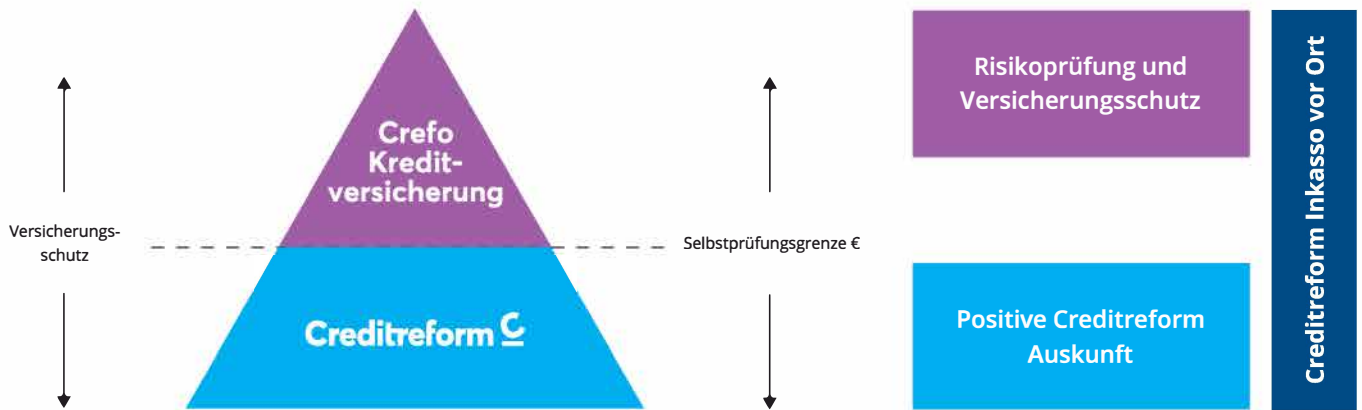 Crefo
Kredit-
versicherung
Creditreform C
Versicherungs-
schutz
Selbstprüfungsgrenze €
Risikoprüfung und
Versicherungsschutz
Positive Creditreform
Auskunft
Creditreform Inkasso vor Ort